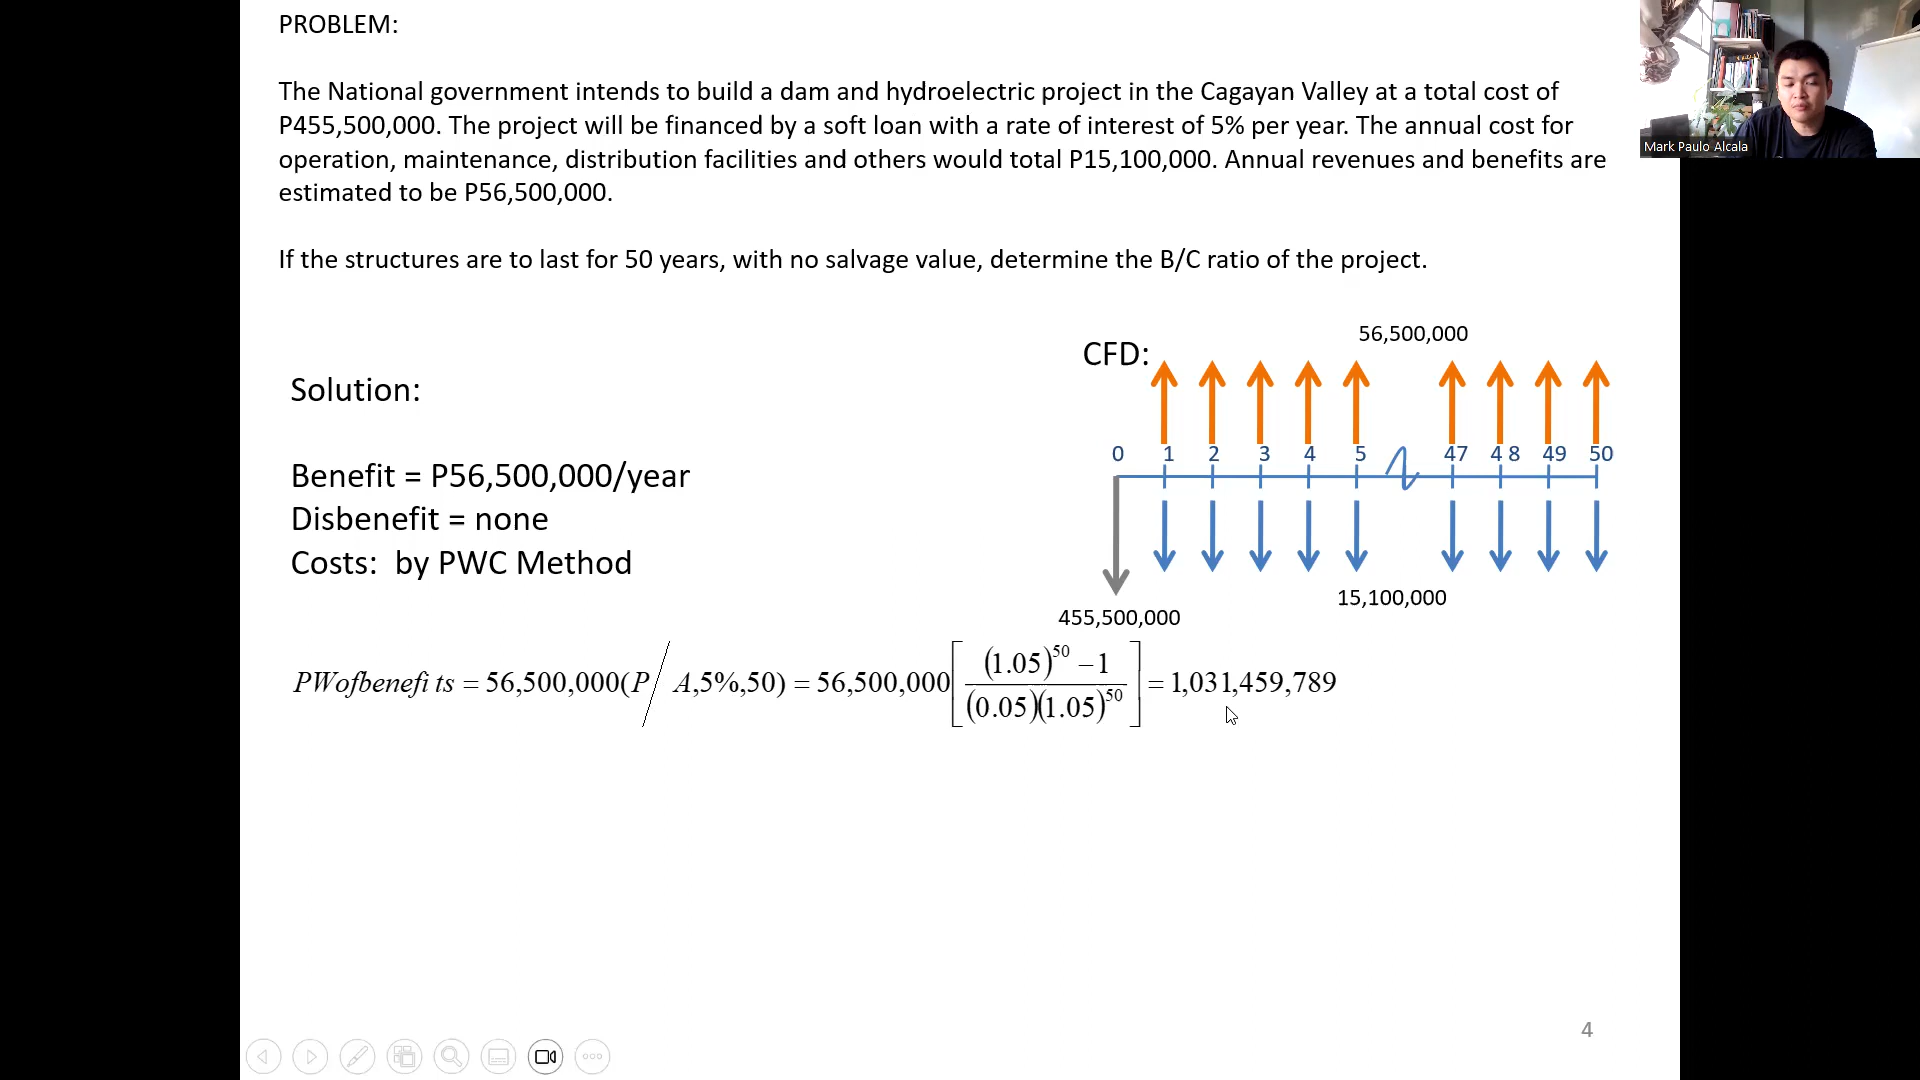 PROBLEM:
The National government intends to build a dam and hydroelectric project in the Cagayan Valley at a total cost of
P455,500,000. The project will be financed by a soft loan with a rate of interest of 5% per year. The annual cost for
operation, maintenance, distribution facilities and others would total P15,100,000. Annual revenues and benefits are
estimated to be P56,500,000.
If the structures are to last for 50 years, with no salvage value, determine the B/C ratio of the project.
Mark Paulo Alcala
Solution:
Benefit = P56,500,000/year
Disbenefit = none
Costs:  by PWC Method
CFD:
56,500,000
0 1 2 3 4 5 47 4 8 49 50
455,500,000
15,100,000
PWofbenefi ts = 56,500,000(P/A,5%,50) = 56,500,000[((1.05)^50 − 1)/((0.05)(1.05)^50)] = 1,031,459,789
4